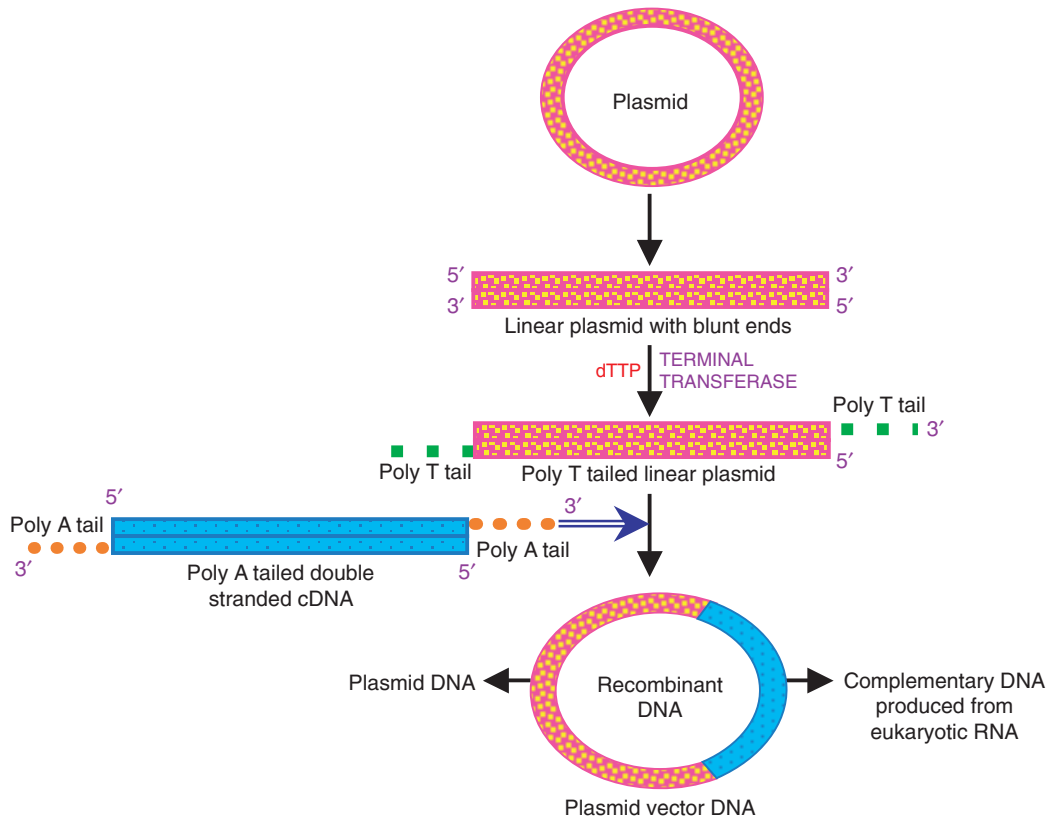 Plasmid
5′ 3′
3′ 5′
Linear plasmid with blunt ends
dTTP TERMINAL
TRANSFERASE
Poly T tail
3′
Poly T tail
5′
Poly T tailed linear plasmid
5′
3′
Poly A tail
Poly A tail
3′
5′
Poly A tailed double
stranded cDNA
Plasmid DNA
Recombinant
DNA
Complementary DNA
produced from
eukaryotic RNA
Plasmid vector DNA